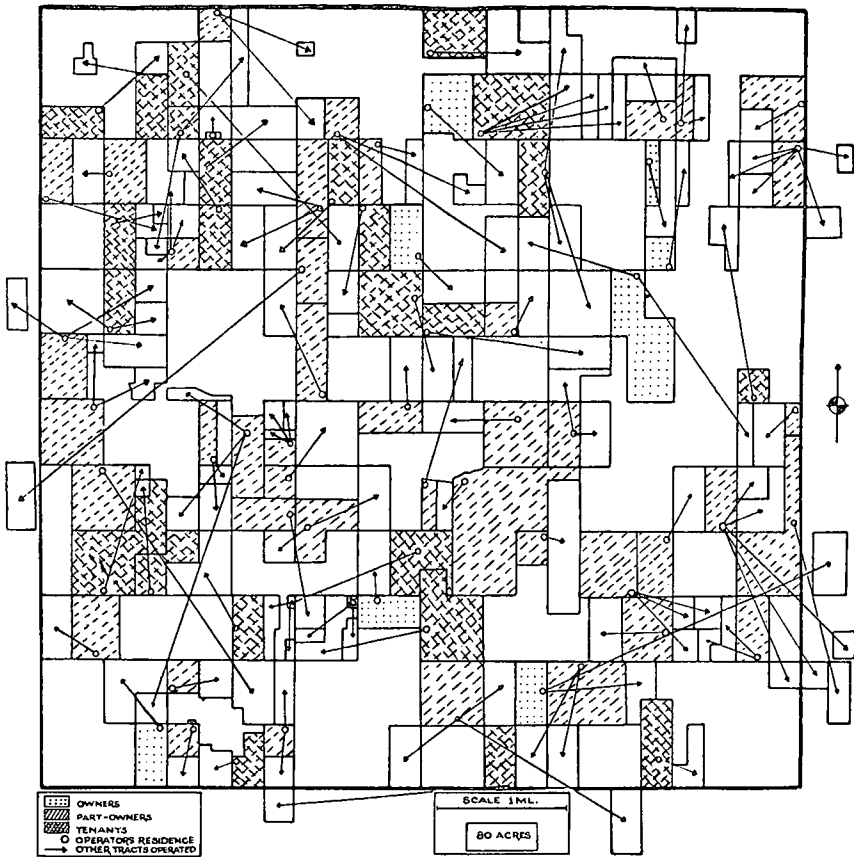 OWNERS
PART-OWNERS
TENANTS
OPERATORS RESIDENCE
OTHER TRACTS OPERATED
SCALE 1 MI.
80 ACRES